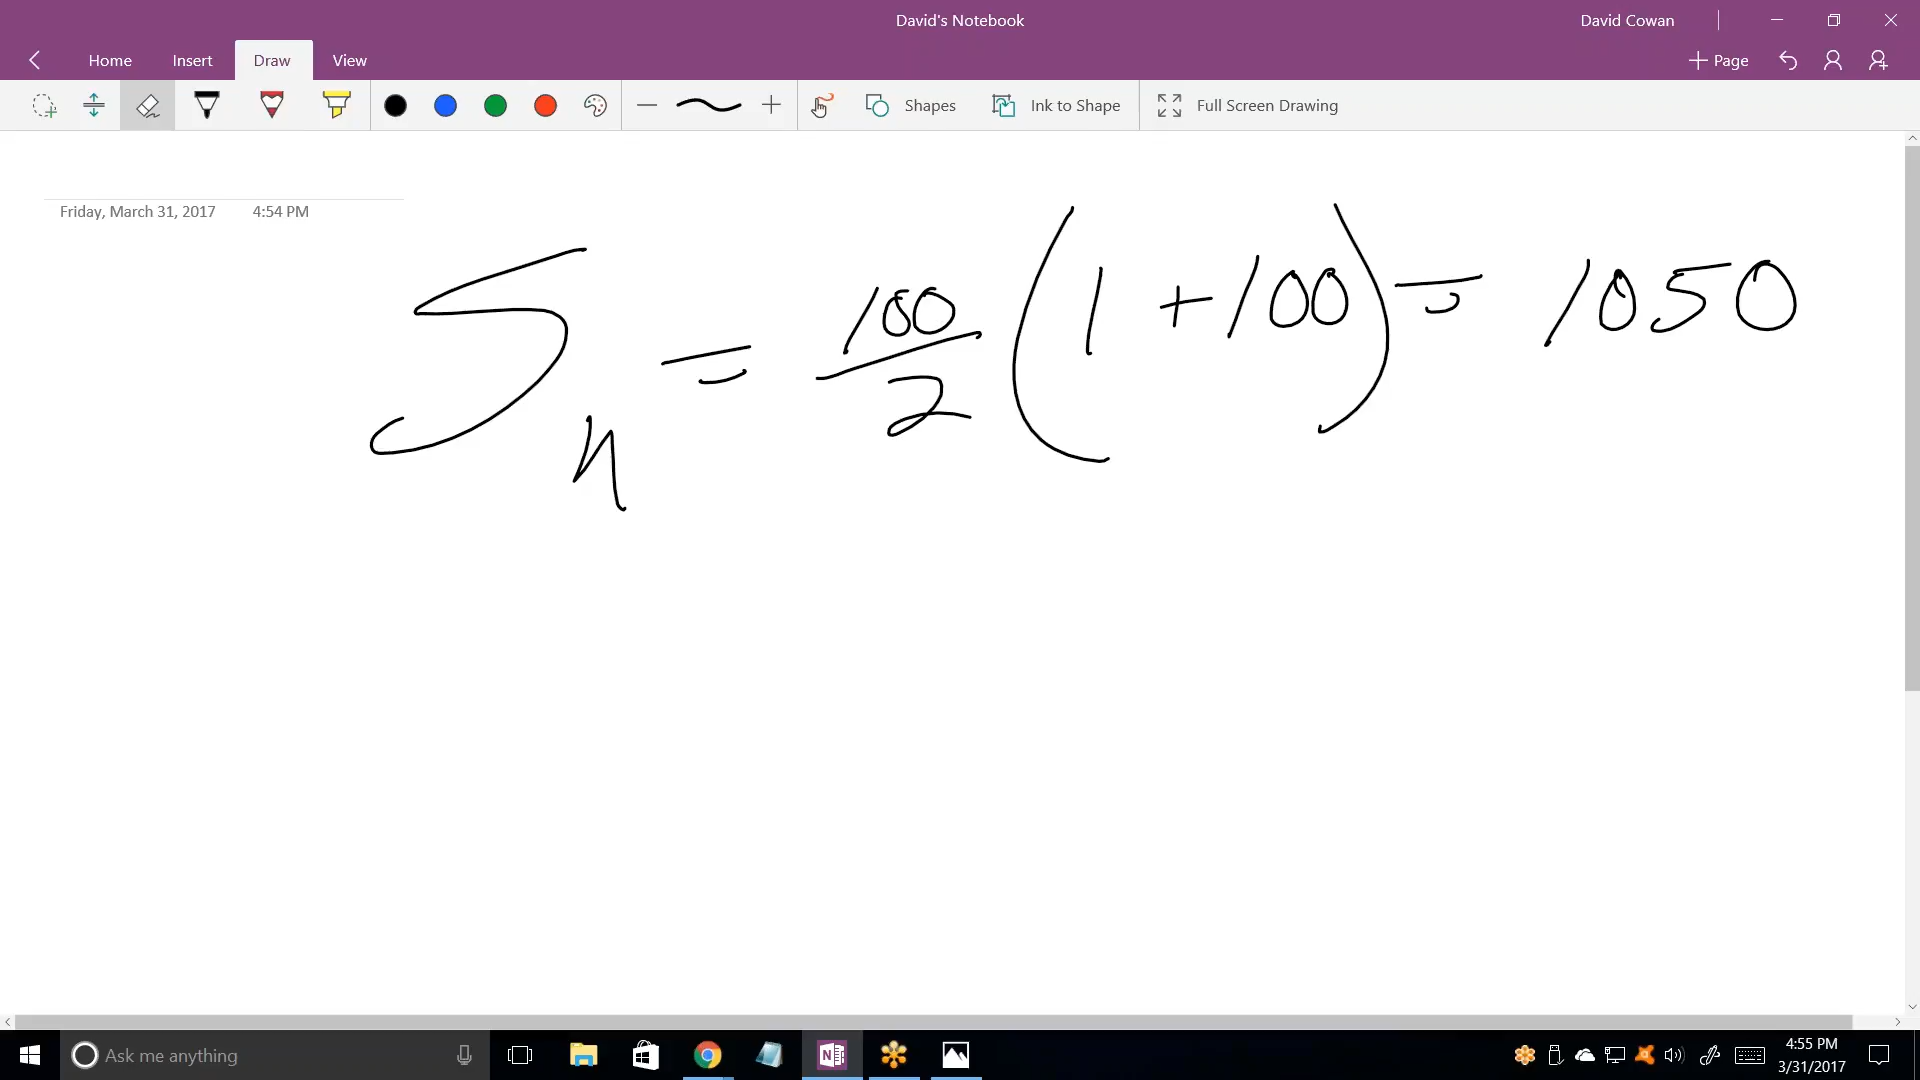 David's Notebook
David Cowan
Home Insert Draw View
Page
Shapes Ink to Shape Full Screen Drawing
Friday, March 31, 2017 4:54 PM
Sn = 100/2 (1 + 100) = 1050
Ask me anything
4:55 PM
3/31/2017